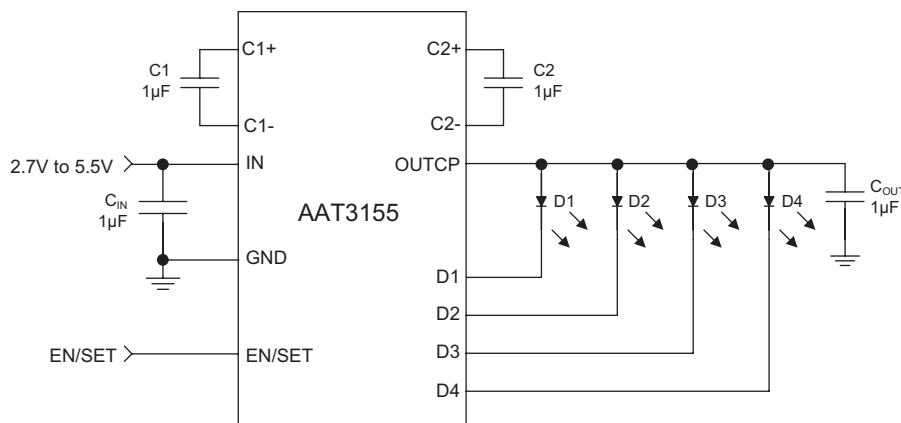 C1+
C2+
C1
1µF
C2
1µF
C1-
C2-
2.7V to 5.5V
IN
OUTCP
C_IN
1µF
AAT3155
D1
D2
D3
D4
C_OUT
1µF
GND
D1
D2
EN/SET
EN/SET
D3
D4